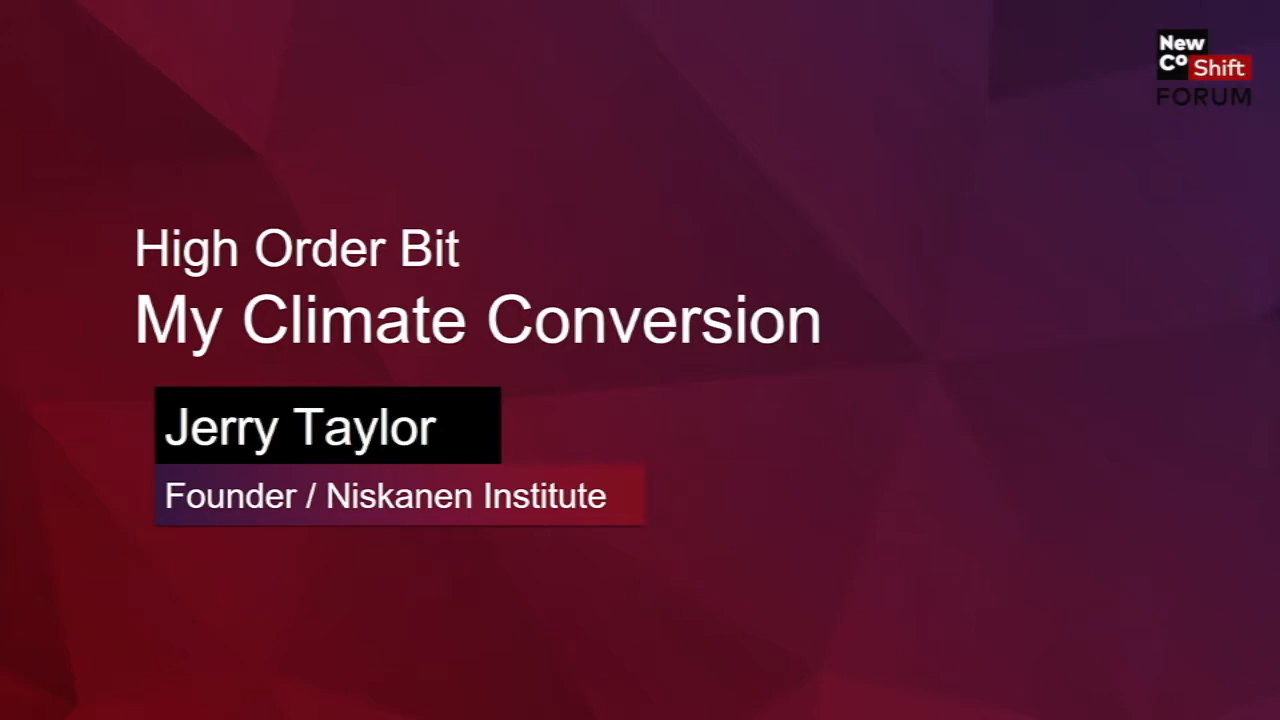 New
Co Shift
FORUM
High Order Bit
My Climate Conversion
Jerry Taylor
Founder / Niskanen Institute